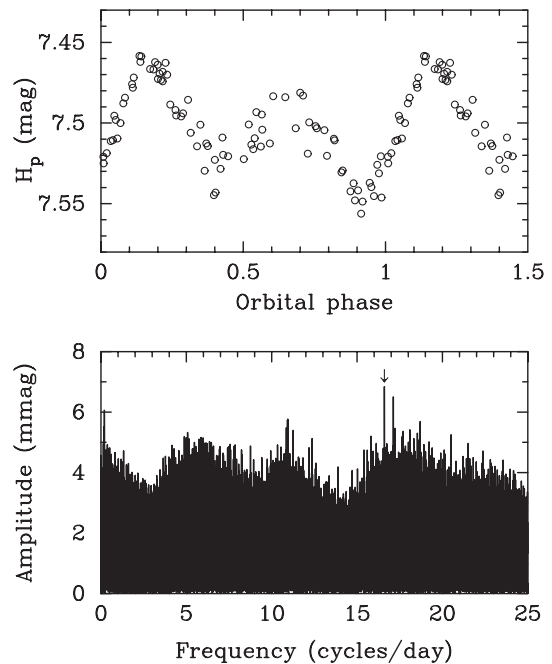 7.45
7.5
7.55
H_p (mag)
0 0.5 1 1.5
Orbital phase
8
6
4
2
0
Amplitude (mmag)
0 5 10 15 20 25
Frequency (cycles/day)